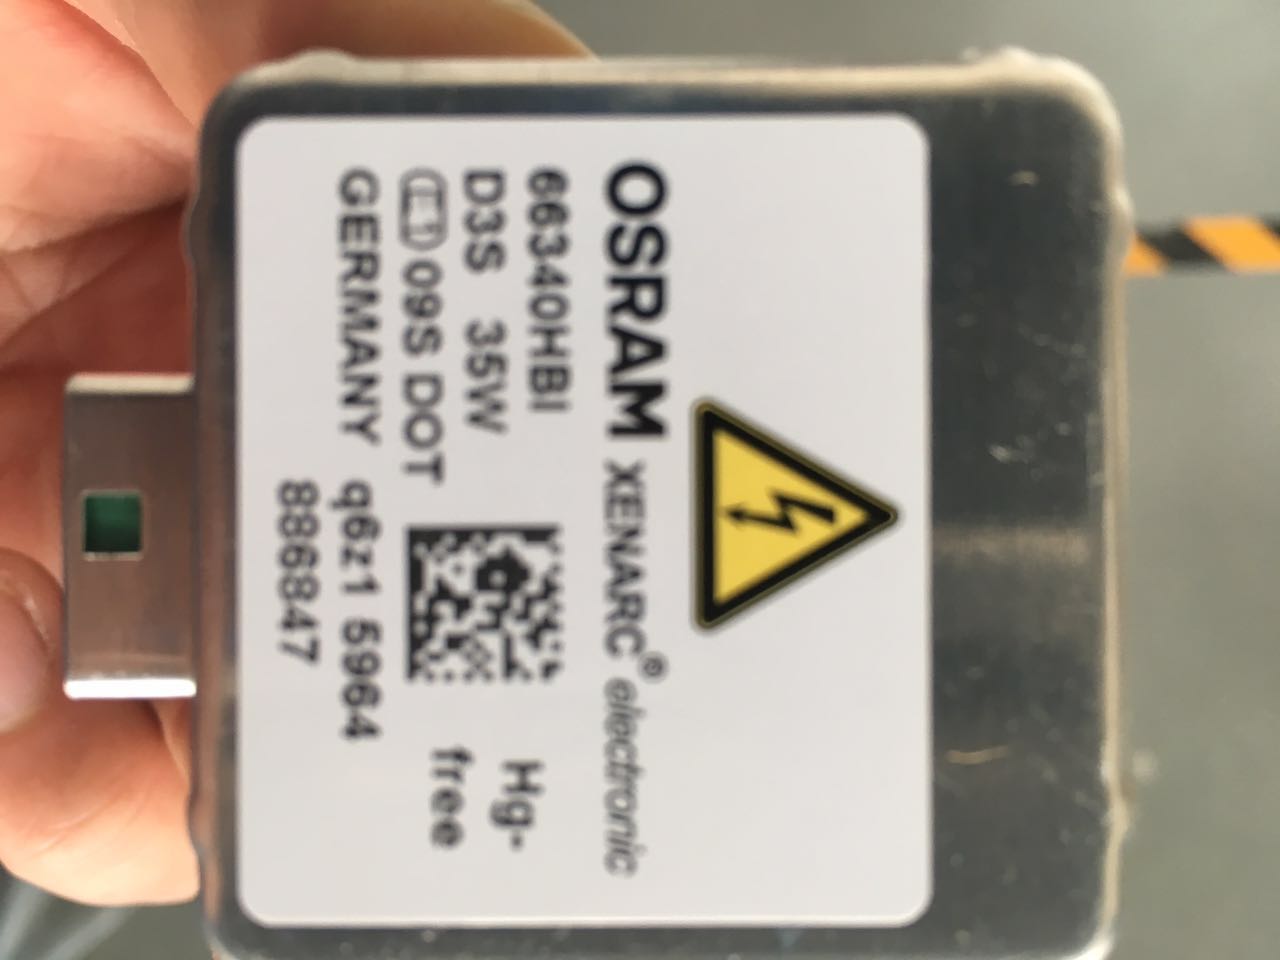 OSRAM XENARC® electronic
66340HBI
D3S 35W
E1 09S DOT
Hg-
free
GERMANY q6z1 5964
886847